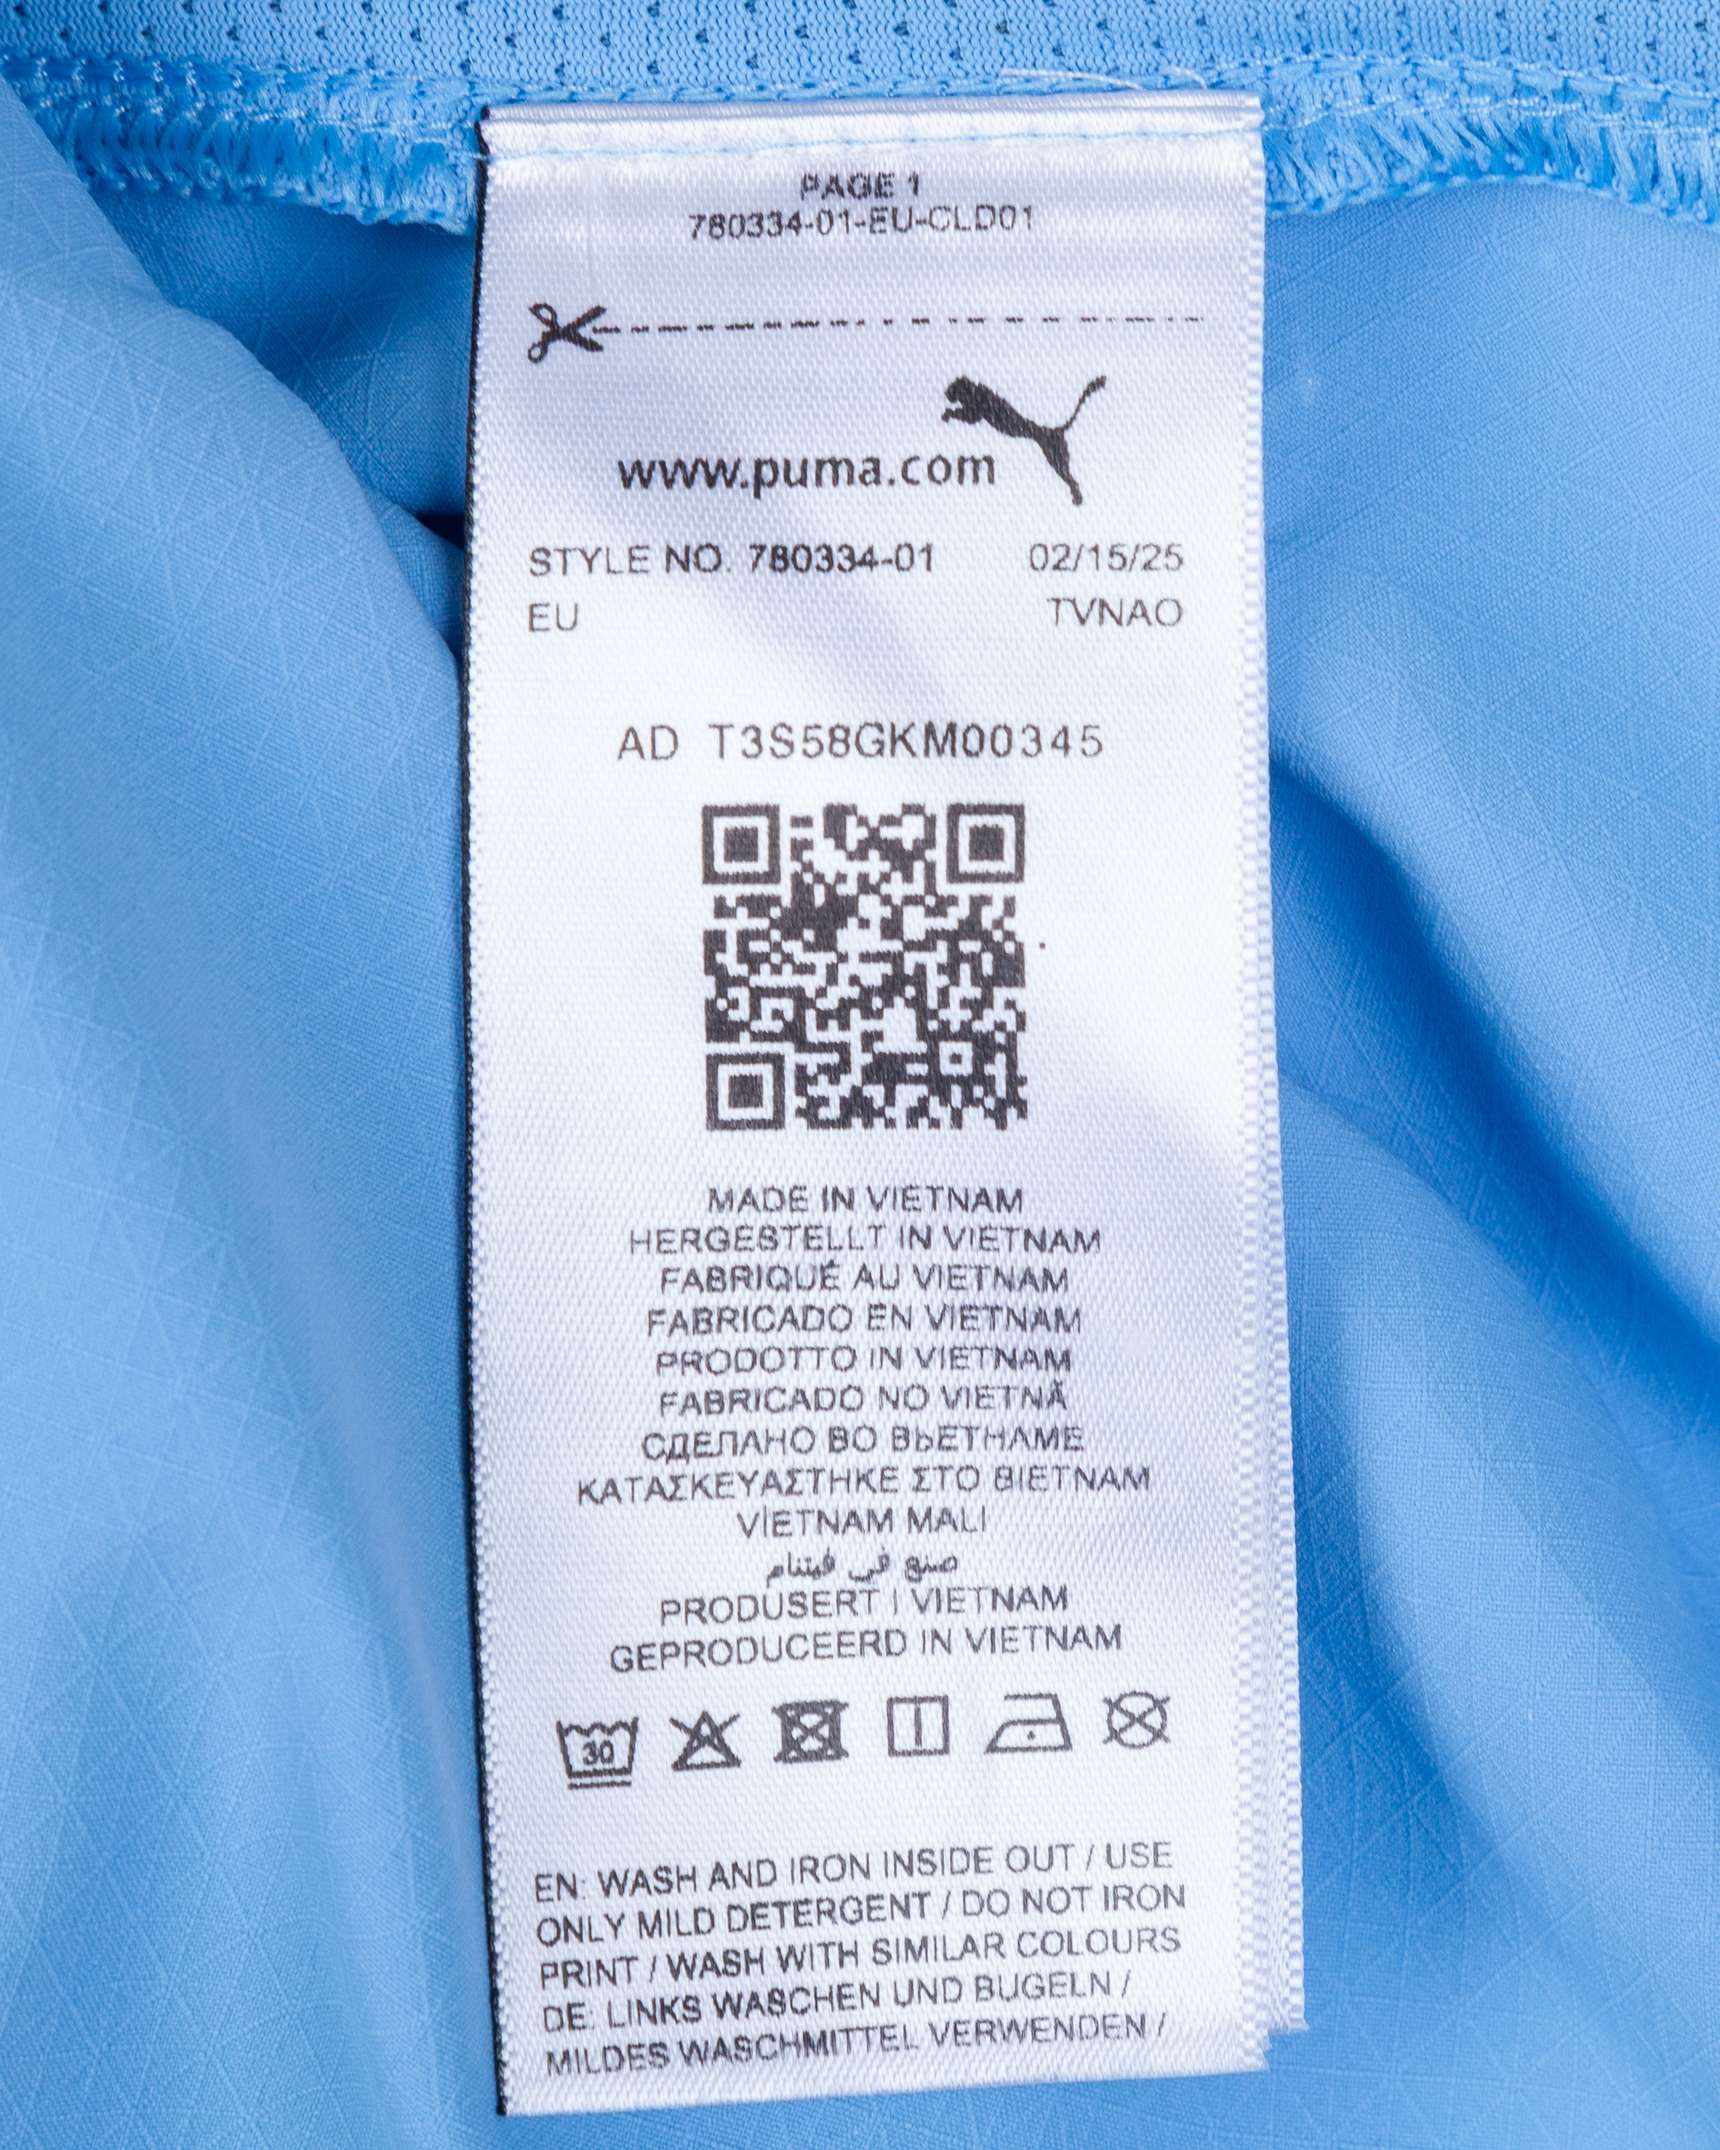 PAGE 1
780334-01-EU-CLD01
www.puma.com
STYLE NO. 780334-01 02/15/25
EU TVNAO
AD T3S58GKM00345
MADE IN VIETNAM
HERGESTELLT IN VIETNAM
FABRIQUÉ AU VIETNAM
FABRICADO EN VIETNAM
PRODOTTO IN VIETNAM
FABRICADO NO VIETNÃ
СДЕЛАНО ВО ВЬЕТНАМЕ
ΚΑΤΑΣΚΕΥΑΣΤΗΚΕ ΣΤΟ ΒΙΕΤΝΑΜ
VİETNAM MALI
صنع في فيتنام
PRODUSERT I VIETNAM
GEPRODUCEERD IN VIETNAM
30
EN: WASH AND IRON INSIDE OUT / USE
ONLY MILD DETERGENT / DO NOT IRON
PRINT / WASH WITH SIMILAR COLOURS
DE: LINKS WASCHEN UND BUGELN /
MILDES WASCHMITTEL VERWENDEN /